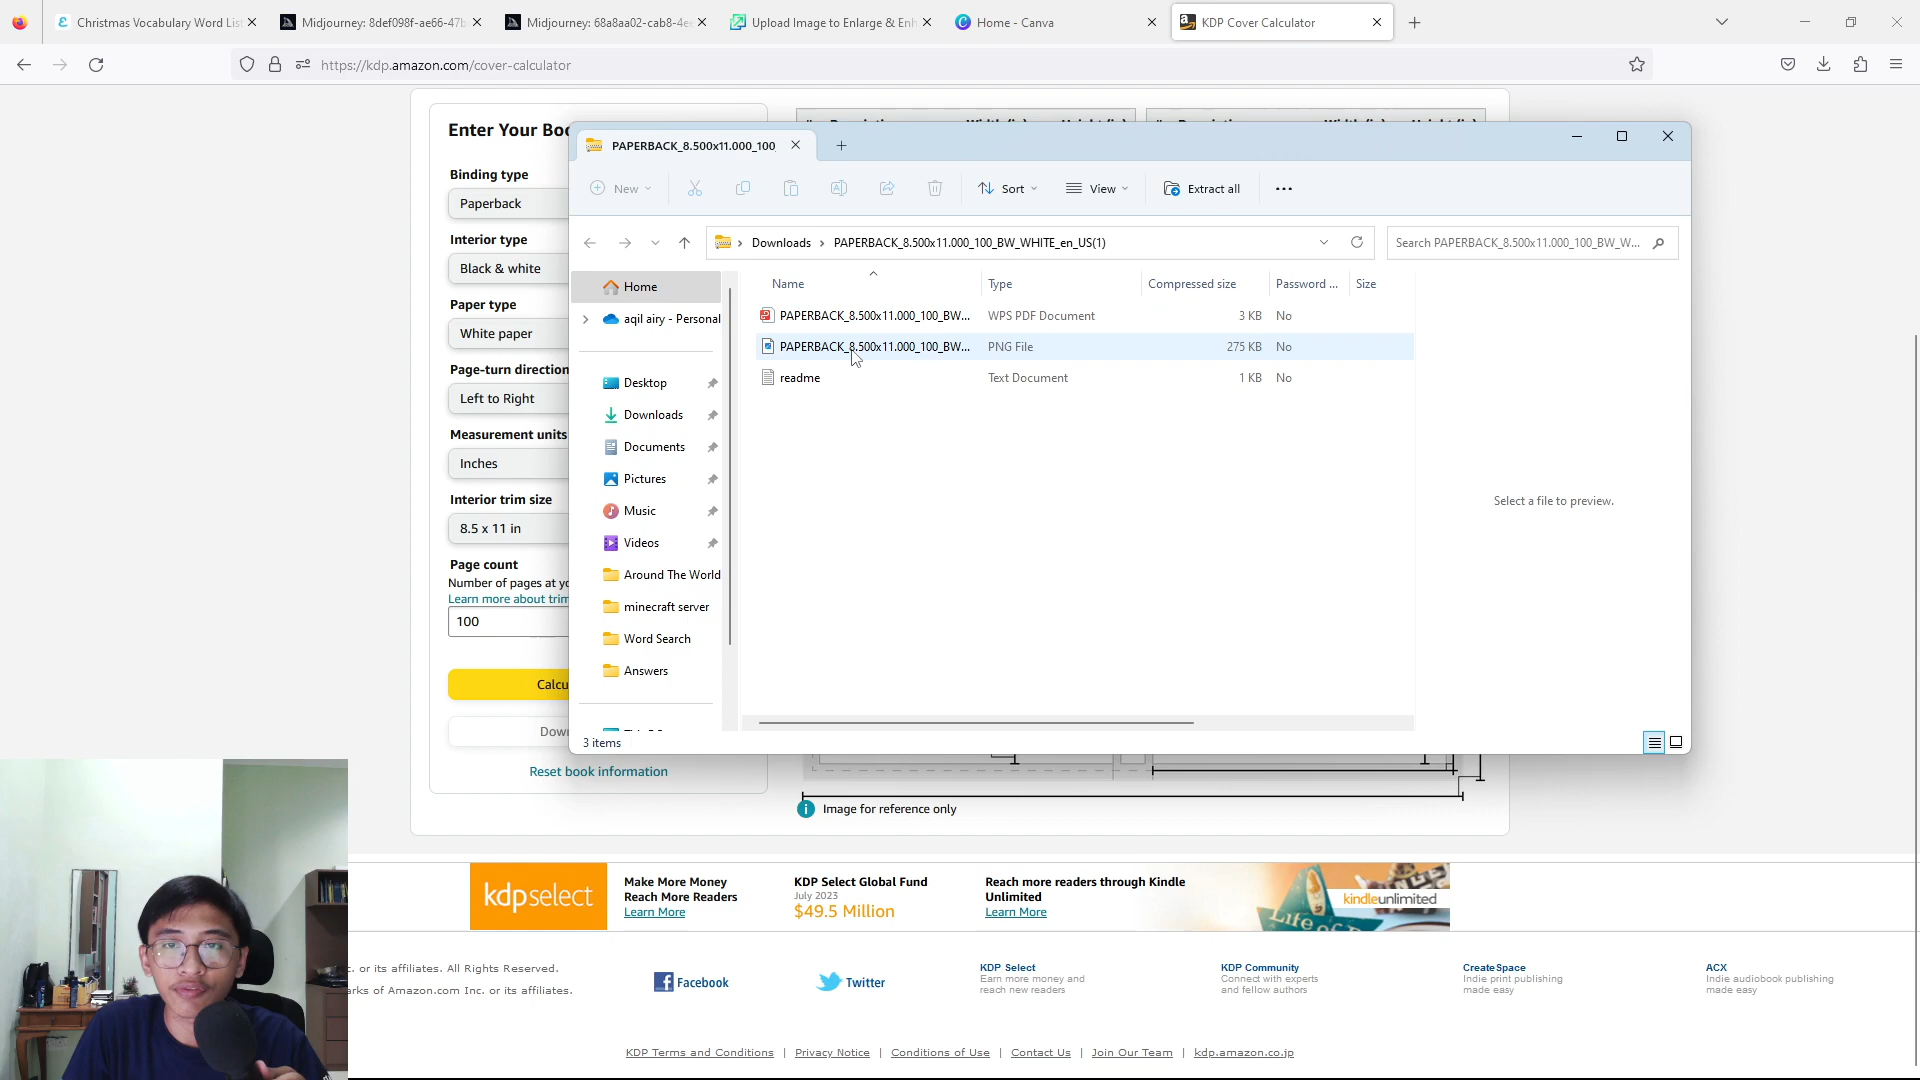 Christmas Vocabulary Word List
Midjourney: 8def098f-ae66-47b
Midjourney: 68a8aa02-cab8-4ee
Upload Image to Enlarge & Enh
Home - Canva
KDP Cover Calculator
https://kdp.amazon.com/cover-calculator
Enter Your Boo
Binding type
Paperback
Interior type
Black & white
Paper type
White paper
Page-turn direction
Left to Right
Measurement units
Inches
Interior trim size
8.5 x 11 in
Page count
Number of pages at yo
Learn more about trim
100
Calcu
Dow
Reset book information
PAPERBACK_8.500x11.000_100
New
Sort
View
Extract all
Downloads
PAPERBACK_8.500x11.000_100_BW_WHITE_en_US(1)
Search PAPERBACK_8.500x11.000_100_BW_W...
Home
aqil airy - Personal
Desktop
Downloads
Documents
Pictures
Music
Videos
Around The World
minecraft server
Word Search
Answers
Name Type Compressed size Password ... Size
PAPERBACK_8.500x11.000_100_BW... WPS PDF Document 3 KB No
PAPERBACK_8.500x11.000_100_BW... PNG File 275 KB No
readme Text Document 1 KB No
Select a file to preview.
3 items
Image for reference only
kdpselect
Make More Money
Reach More Readers
Learn More
KDP Select Global Fund
July 2023
$49.5 Million
Reach more readers through Kindle
Unlimited
Learn More
Life of
kindleunlimited
c. or its affiliates. All Rights Reserved.
arks of Amazon.com Inc. or its affiliates.
Facebook
Twitter
KDP Select
Earn more money and
reach new readers
KDP Community
Connect with experts
and fellow authors
CreateSpace
Indie print publishing
made easy
ACX
Indie audiobook publishing
made easy
KDP Terms and Conditions | Privacy Notice | Conditions of Use | Contact Us | Join Our Team | kdp.amazon.co.jp